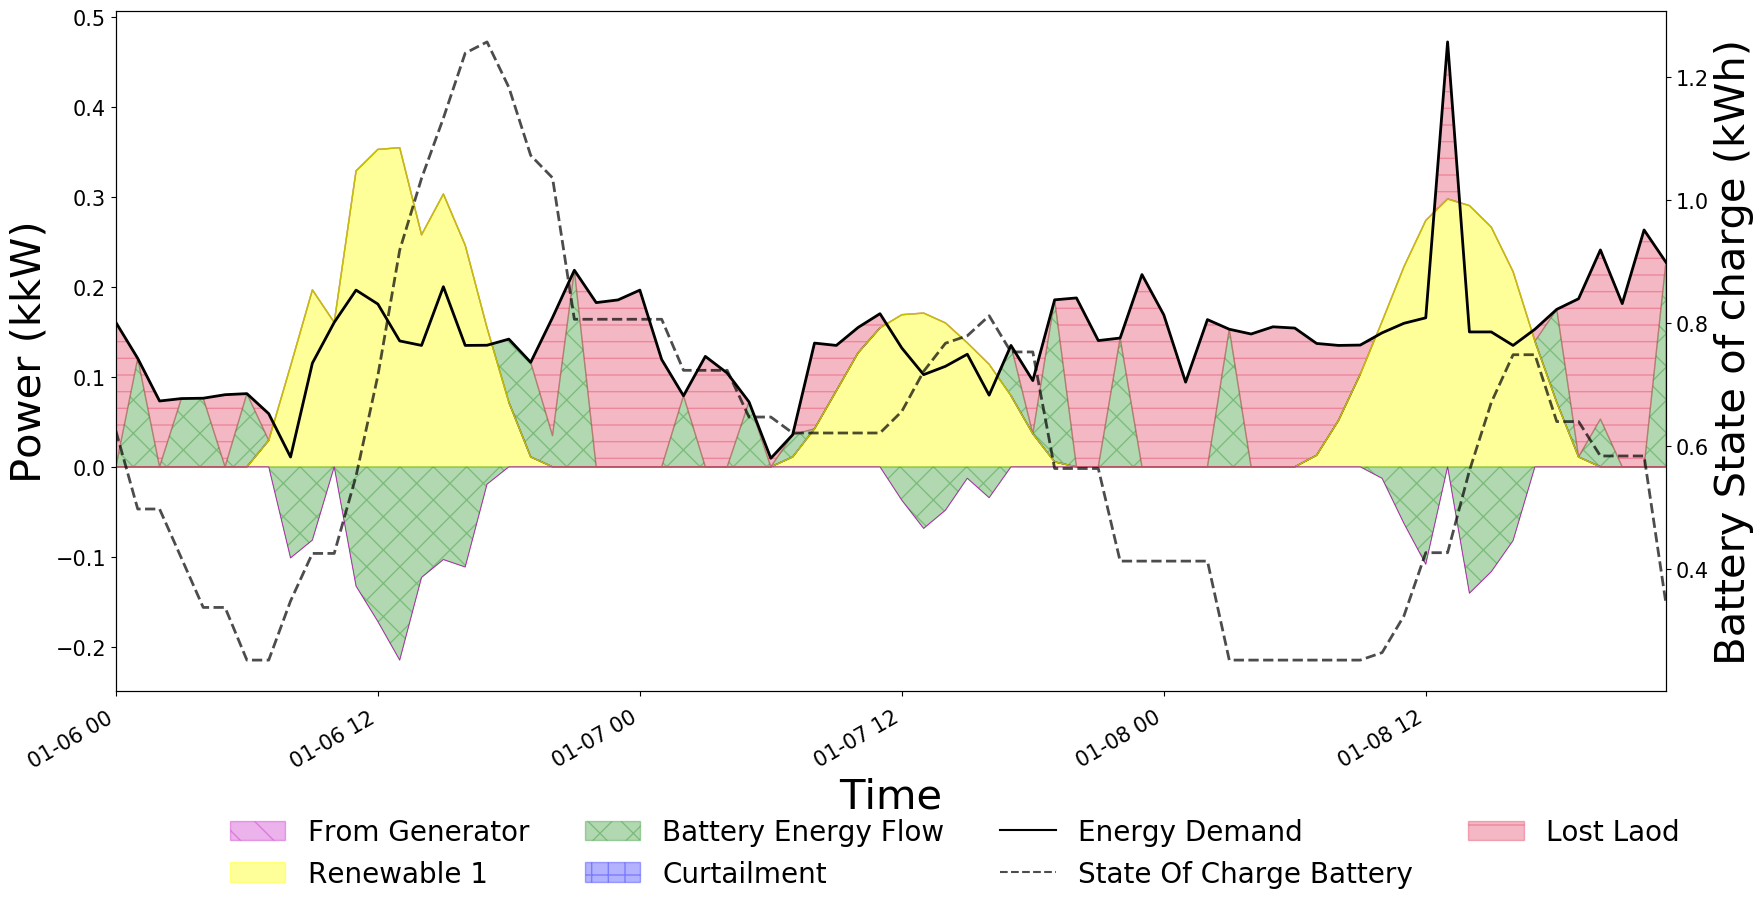 0.5
0.4
0.3
0.2
0.1
0.0
−0.1
−0.2
Power (kkW)
1.2
1.0
0.8
0.6
0.4
Battery State of charge (kWh)
01-06 00
01-06 12
01-07 00
01-07 12
01-08 00
01-08 12
Time
From Generator
Renewable 1
Battery Energy Flow
Curtailment
Energy Demand
State Of Charge Battery
Lost Laod